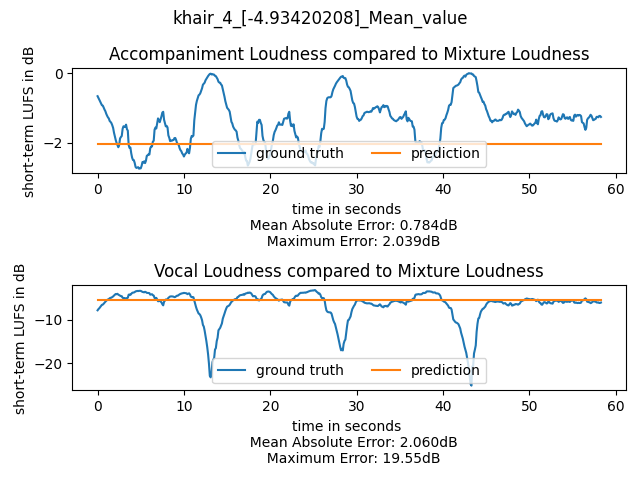 khair_4_[-4.93420208]_Mean_value
Accompaniment Loudness compared to Mixture Loudness
short-term LUFS in dB
0
−2
ground truth prediction
0 10 20 30 40 50 60
time in seconds
Mean Absolute Error: 0.784dB
Maximum Error: 2.039dB
Vocal Loudness compared to Mixture Loudness
short-term LUFS in dB
−10
−20
ground truth prediction
0 10 20 30 40 50 60
time in seconds
Mean Absolute Error: 2.060dB
Maximum Error: 19.55dB